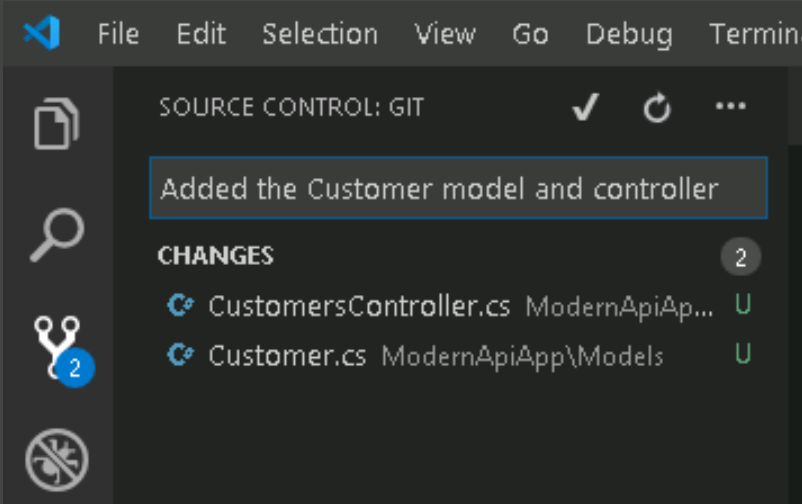 File Edit Selection View Go Debug Termin
SOURCE CONTROL: GIT
Added the Customer model and controller
CHANGES 2
CustomersController.cs ModernApiAp... U
Customer.cs ModernApiApp\Models U
2